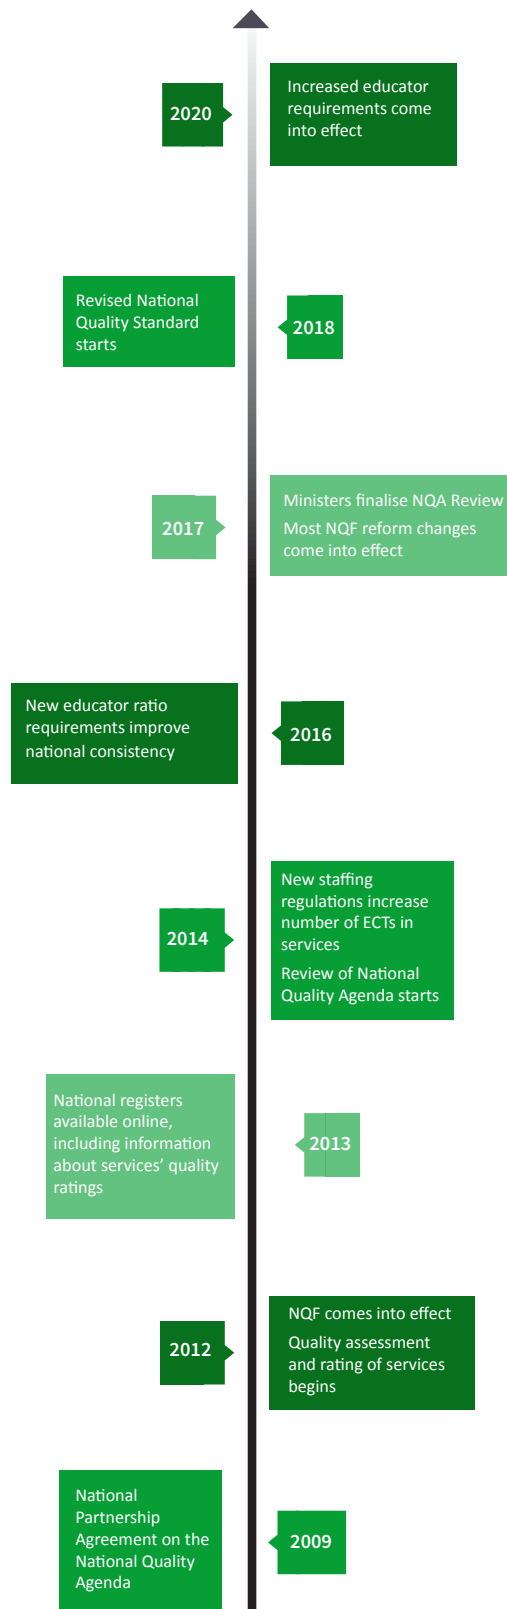 2020
Increased educator
requirements come
into effect
Revised National
Quality Standard
starts
2018
2017
Ministers finalise NQA Review
Most NQF reform changes
come into effect
New educator ratio
requirements improve
national consistency
2016
2014
New staffing
regulations increase
number of ECTs in
services
Review of National
Quality Agenda starts
National registers
available online,
including information
about services’ quality
ratings
2013
2012
NQF comes into effect
Quality assessment
and rating of services
begins
National
Partnership
Agreement on the
National Quality
Agenda
2009